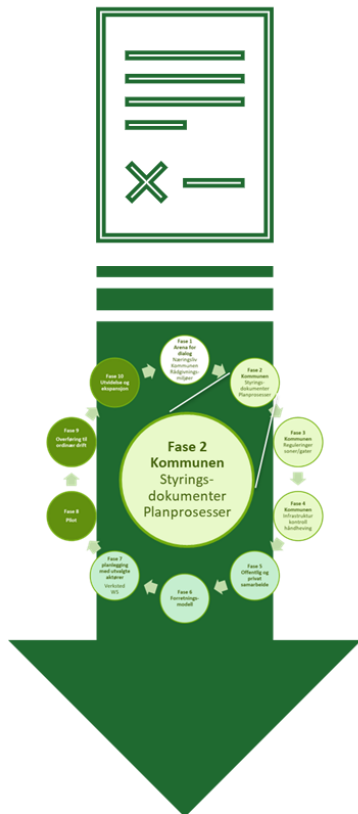 Fase 1
Arena for
dialog
Næringsliv
Kommunen
Rådgivnings-
miljøer
Fase 2
Kommunen
Styrings-
dokumenter
Planprosesser
Fase 3
Kommunen
Reguleringer
soner/gater
Fase 4
Kommunen
Infrastruktur
kontroll
håndheving
Fase 5
Offentlig og
privat
samarbeide
Fase 6
Forretnings-
modell
Fase 7
planlegging
med utvalgte
aktører
Verksted
Fase 8
Pilot
Fase 9
Overføring til
ordinær drift
Fase 10
Utvidelse og
ekspansjon
Fase 2
Kommunen
Styrings-
dokumenter
Planprosesser